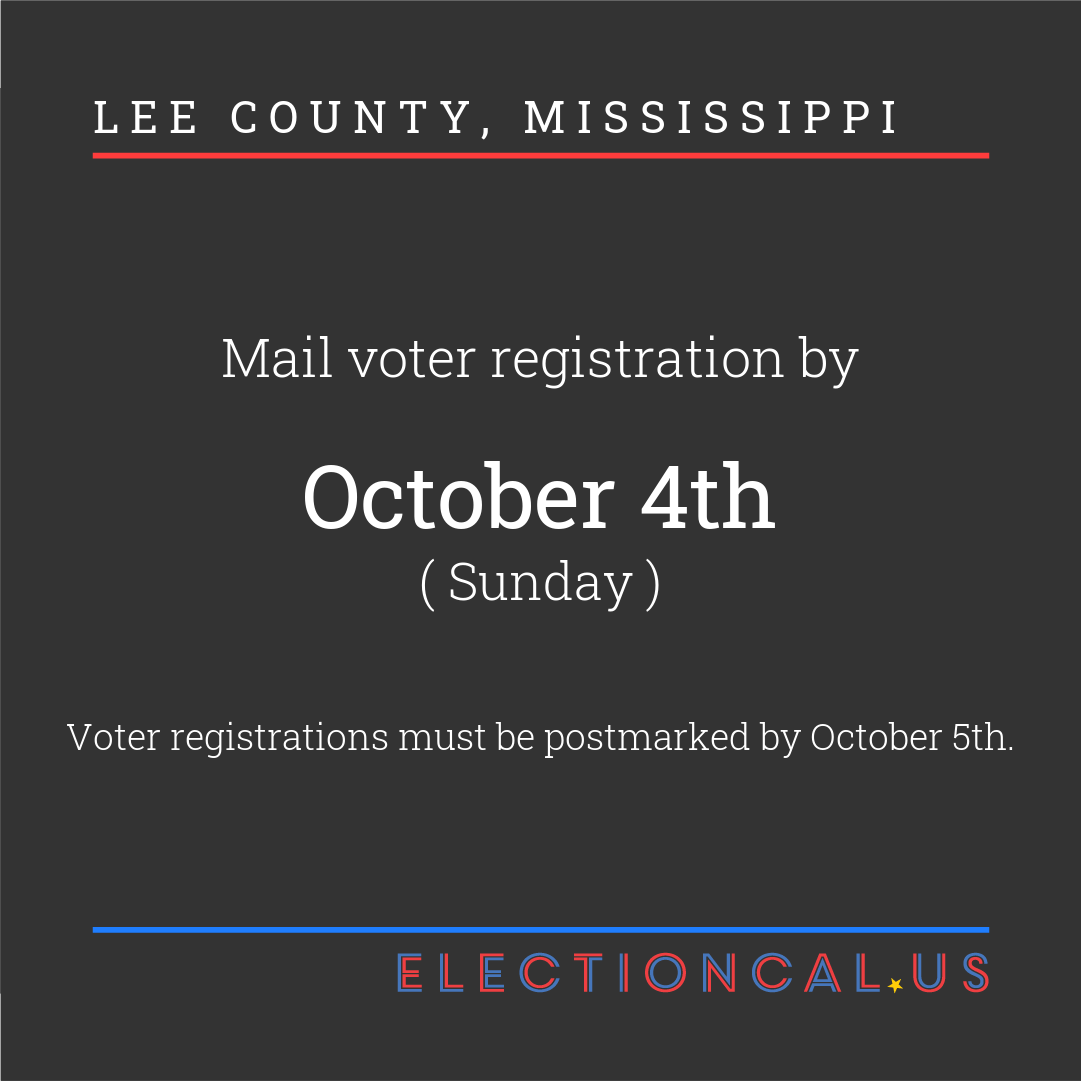 LEE COUNTY, MISSISSIPPI
Mail voter registration by
October 4th
( Sunday )
Voter registrations must be postmarked by October 5th.
ELECTIONCAL.US